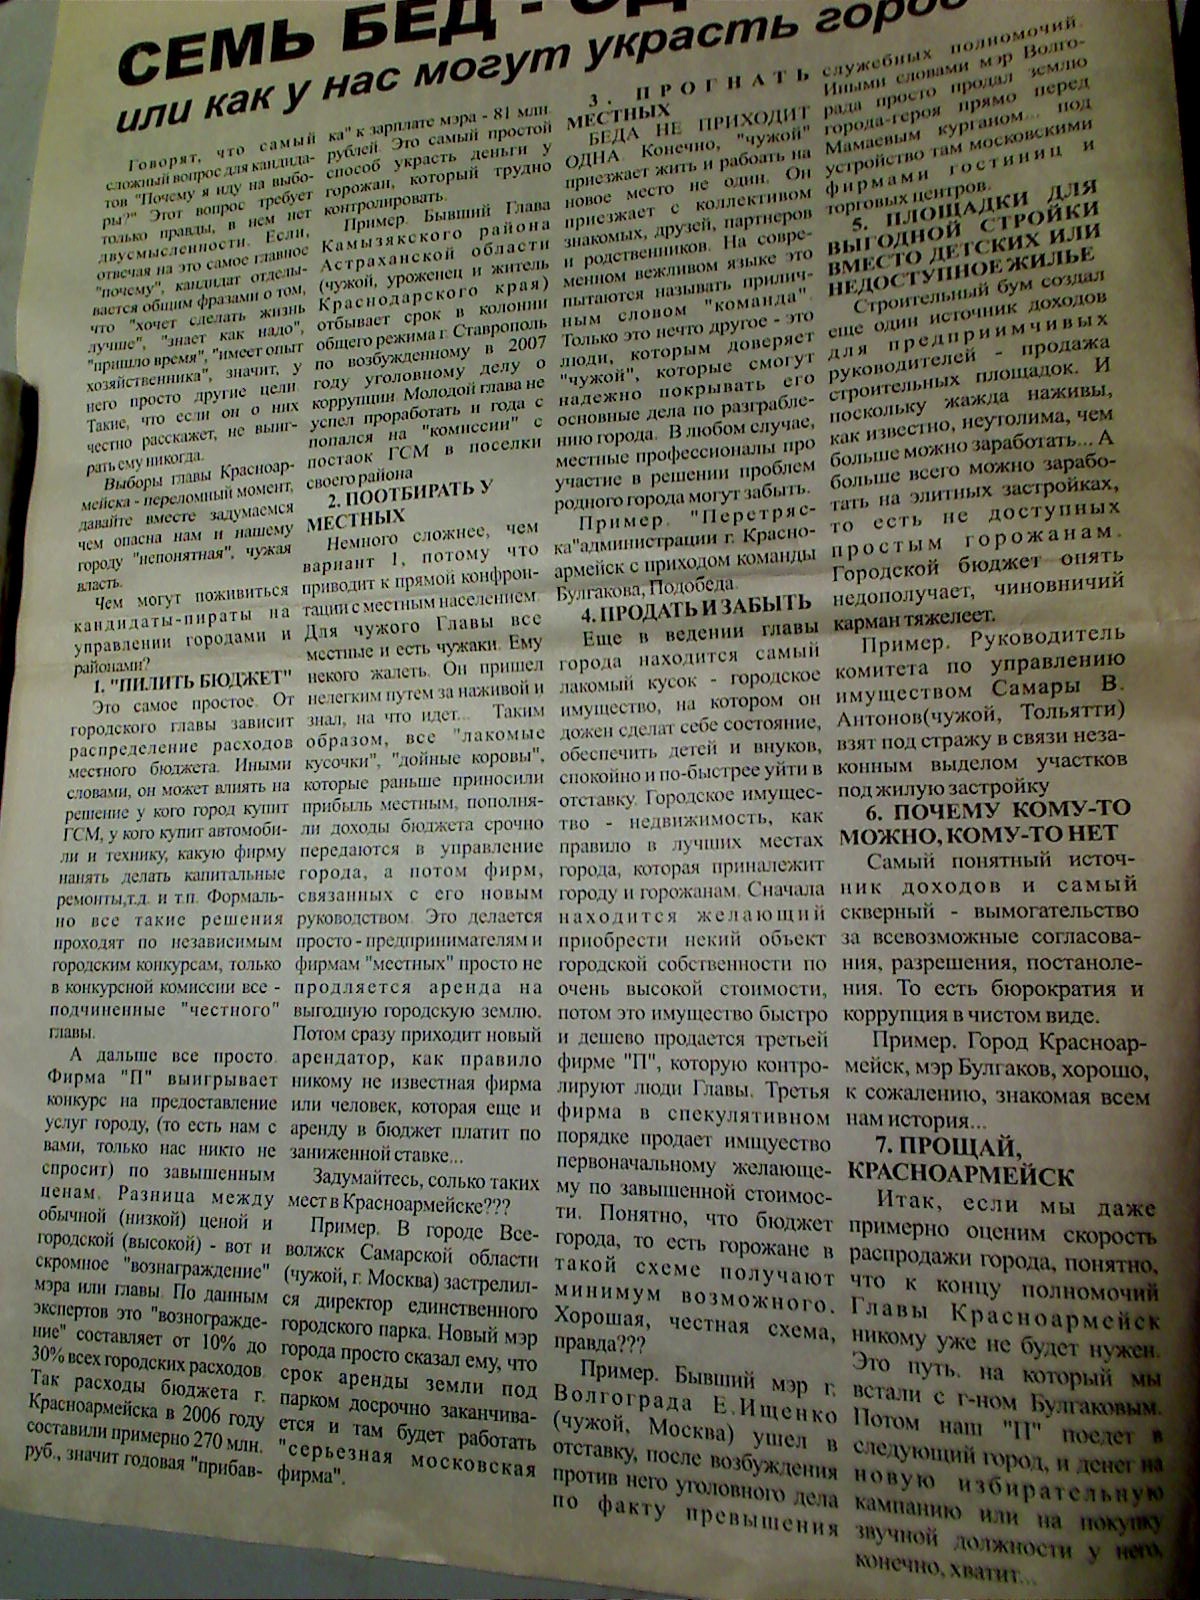 СЕМЬ БЕД -
или как у нас могут украсть город
Говорят, что самый
сложный вопрос для кандида-
тов "Почему я иду на выбо-
ры?" Этот вопрос требует
только правды, в нем нет
двусмысленности. Если,
отвечая на это самое главное
"почему", кандидат отделы-
вается общим фразами о том,
что "хочет сделать жизнь
лучше", "знает как надо",
"пришло время", "имеет опыт
хозяйственника", значит, у
него просто другие цели.
Такие, что если он о них
честно расскажет, не выиг-
рать ему никогда.
Выборы главы Красноар-
мейска - переломный момент,
давайте вместе задумаемся
чем опасна нам и нашему
городу "непонятная", чужая
власть.
Чем могут поживиться
кандидаты-пираты на
управлении городами и
районами?
1. "ПИЛИТЬ БЮДЖЕТ"
Это самое простое. От
городского главы зависит
распределение расходов
местного бюджета. Иными
словами, он может влиять на
решение у кого город купит
ГСМ, у кого купит автомоби-
ли и технику, какую фирму
нанять делать капитальные
ремонты,т.д. и т.п. Формаль-
но все такие решения
проходят по независимым
городским конкурсам, только
в конкурсной комиссии все -
подчиненные "честного"
главы.
А дальше все просто.
Фирма "П" выигрывает
конкурс на предоставление
услуг городу, (то есть нам с
вами, только нас никто не
спросит) по завышенным
ценам. Разница между
обычной (низкой) ценой и
городской (высокой) - вот и
скромное "вознаграждение"
мэра или главы. По данным
экспертов это "возногражде-
ние" составляет от 10% до
30% всех городских расходов.
Так расходы бюджета г.
Красноармейска в 2006 году
составили примерно 270 млн.
руб., значит годовая "прибав-
ка" к зарплате мэра - 81 млн.
рублей. Это самый простой
способ украсть деньги у
горожан, который трудно
контролировать.
Пример. Бывший Глава
Камызякского района
Астраханской области
(чужой, уроженец и житель
Краснодарского края)
отбывает срок в колонии
общего режима г. Ставрополь
по возбужденному в 2007
году уголовному делу о
коррупции. Молодой глава не
успел проработать и года с
попался на "комиссии" с
постаок ГСМ в поселки
своего района
2. ПООТБИРАТЬ У
МЕСТНЫХ
Немного сложнее, чем
вариант 1, потому что
приводит к прямой конфрон-
тации с местным населением.
Для чужого Главы все
местные и есть чужаки. Ему
некого жалеть. Он пришел
нелегким путем за наживой и
знал, на что идет... Таким
образом, все "лакомые
кусочки", "дойные коровы",
которые раньше приносили
прибыль местным, пополня-
ли доходы бюджета срочно
передаются в управление
города, а потом фирм,
связанных с его новым
руководством. Это делается
просто - предпринимателям и
фирмам "местных" просто не
продляется аренда на
выгодную городскую землю.
Потом сразу приходит новый
арендатор, как правило
никому не известная фирма
или человек, которая еще и
аренду в бюджет платит по
заниженной ставке...
Задумайтесь, солько таких
мест в Красноармейске???
Пример. В городе Все-
волжск Самарской области
(чужой, г. Москва) застрелил-
ся директор единственного
городского парка. Новый мэр
города просто сказал ему, что
срок аренды земли под
парком досрочно заканчива-
ется и там будет работать
"серьезная московская
фирма".
3. ПРОГНАТЬ
МЕСТНЫХ
БЕДА НЕ ПРИХОДИТ
ОДНА. Конечно, "чужой"
приезжает жить и рабоать на
новое место не один. Он
приезжает с коллективом
знакомых, друзей, партнеров
и родственников. На совре-
менном вежливом языке это
пытаются называть прилич-
ным словом "команда".
Только это нечто другое - это
люди, которым доверяет
"чужой", которые смогут
надежно покрывать его
основные дела по разграбле-
нию города. В любом случае,
местные профессионалы про
участие в решении проблем
родного города могут забыть.
Пример. "Перетряс-
ка"администрации г. Красно-
армейск с приходом команды
Булгакова, Подобеда.
4. ПРОДАТЬ И ЗАБЫТЬ
Еще в ведении главы
города находится самый
лакомый кусок - городское
имущество, на котором он
дожен сделат себе состояние,
обеспечить детей и внуков,
спокойно и по-быстрее уйти в
отставку. Городское имущес-
тво - недвижимость, как
правило в лучших местах
города, которая приналежит
городу и горожанам. Сначала
находится желающий
приобрести некий объект
городской собственности по
очень высокой стоимости,
потом это имущество быстро
и дешево продается третьей
фирме "П", которую контро-
лируют люди Главы. Третья
фирма в спекулятивном
порядке продает имщуество
первоначальному желающе-
му по завышенной стоимос-
ти. Понятно, что бюджет
города, то есть горожане в
такой схеме получают
минимум возможного.
Хорошая, честная схема,
правда???
Пример. Бывший мэр г.
Волгограда Е.Ищенко
(чужой, Москва) ушел в
отставку, после возбуждения
против него уголовного дела
по факту превышения
служебных полномочий.
Иными словами мэр Волго-
рада просто продал землю
города-героя прямо перед
Мамаевым курганом... под
устройство там московскими
фирмами гостиниц и
торговых центров.
5. ПЛОЩАДКИ ДЛЯ
ВЫГОДНОЙ СТРОЙКИ
ВМЕСТО ДЕТСКИХ ИЛИ
НЕДОСТУПНОЕ ЖИЛЬЕ
Строительный бум создал
еще один источник доходов
для предприимчивых
руководителей - продажа
строительных площадок. И
поскольку жажда наживы,
как известно, неутолима, чем
больше можно заработать... А
больше всего можно зарабо-
тать на элитных застройках,
то есть не доступных
простым горожанам.
Городской бюджет опять
недополучает, чиновничий
карман тяжелеет.
Пример. Руководитель
комитета по управлению
имуществом Самары В.
Антонов(чужой, Тольятти)
взят под стражу в связи неза-
конным выделом участков
под жилую застройку
6. ПОЧЕМУ КОМУ-ТО
МОЖНО, КОМУ-ТО НЕТ
Самый понятный источ-
ник доходов и самый
скверный - вымогательство
за всевозможные согласова-
ния, разрешения, постаноле-
ния. То есть бюрократия и
коррупция в чистом виде.
Пример. Город Красноар-
мейск, мэр Булгаков, хорошо,
к сожалению, знакомая всем
нам история...
7. ПРОЩАЙ,
КРАСНОАРМЕЙСК
Итак, если мы даже
примерно оценим скорость
распродажи города, понятно,
что к концу полномочий
Главы Красноармейск
никому уже не будет нужен.
Это путь. на который мы
встали с г-ном Булгаковым.
Потом наш "П" поедет в
следующий город, и денег на
новую избирательную
кампанию или на покупку
звучной должности у него,
конечно, хватит...